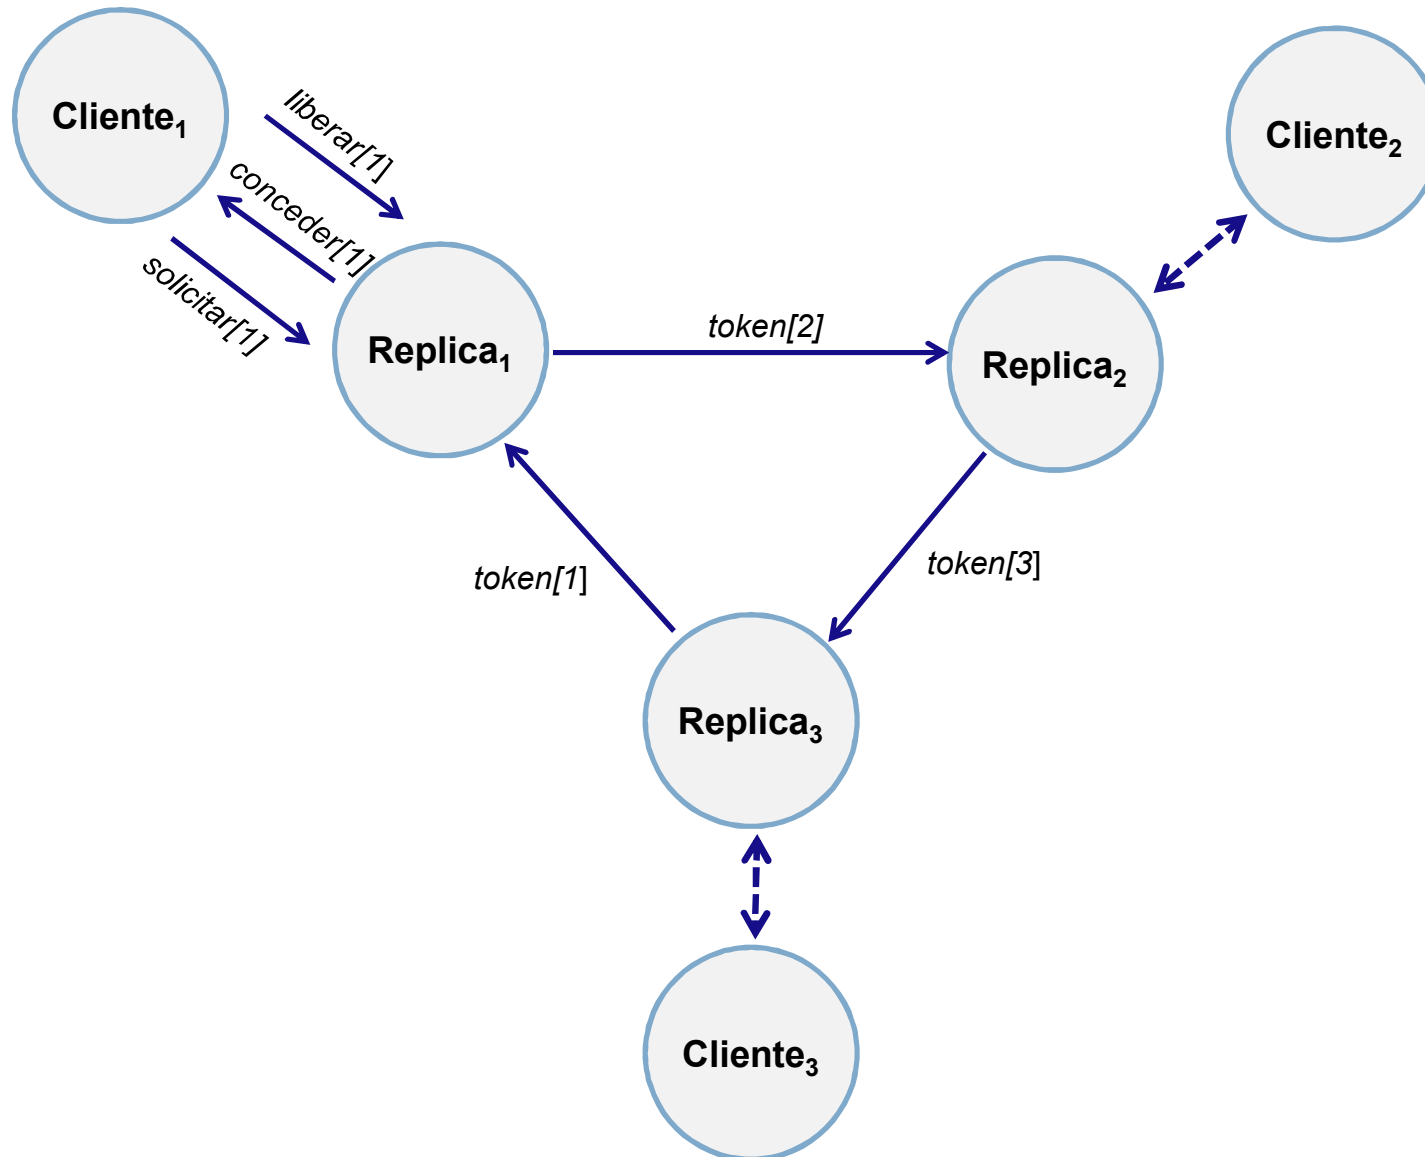 Cliente₁
liberar[1]
conceder[1]
solicitar[1]
Cliente₂
Replica₁
token[2]
Replica₂
token[1]
token[3]
Replica₃
Cliente₃